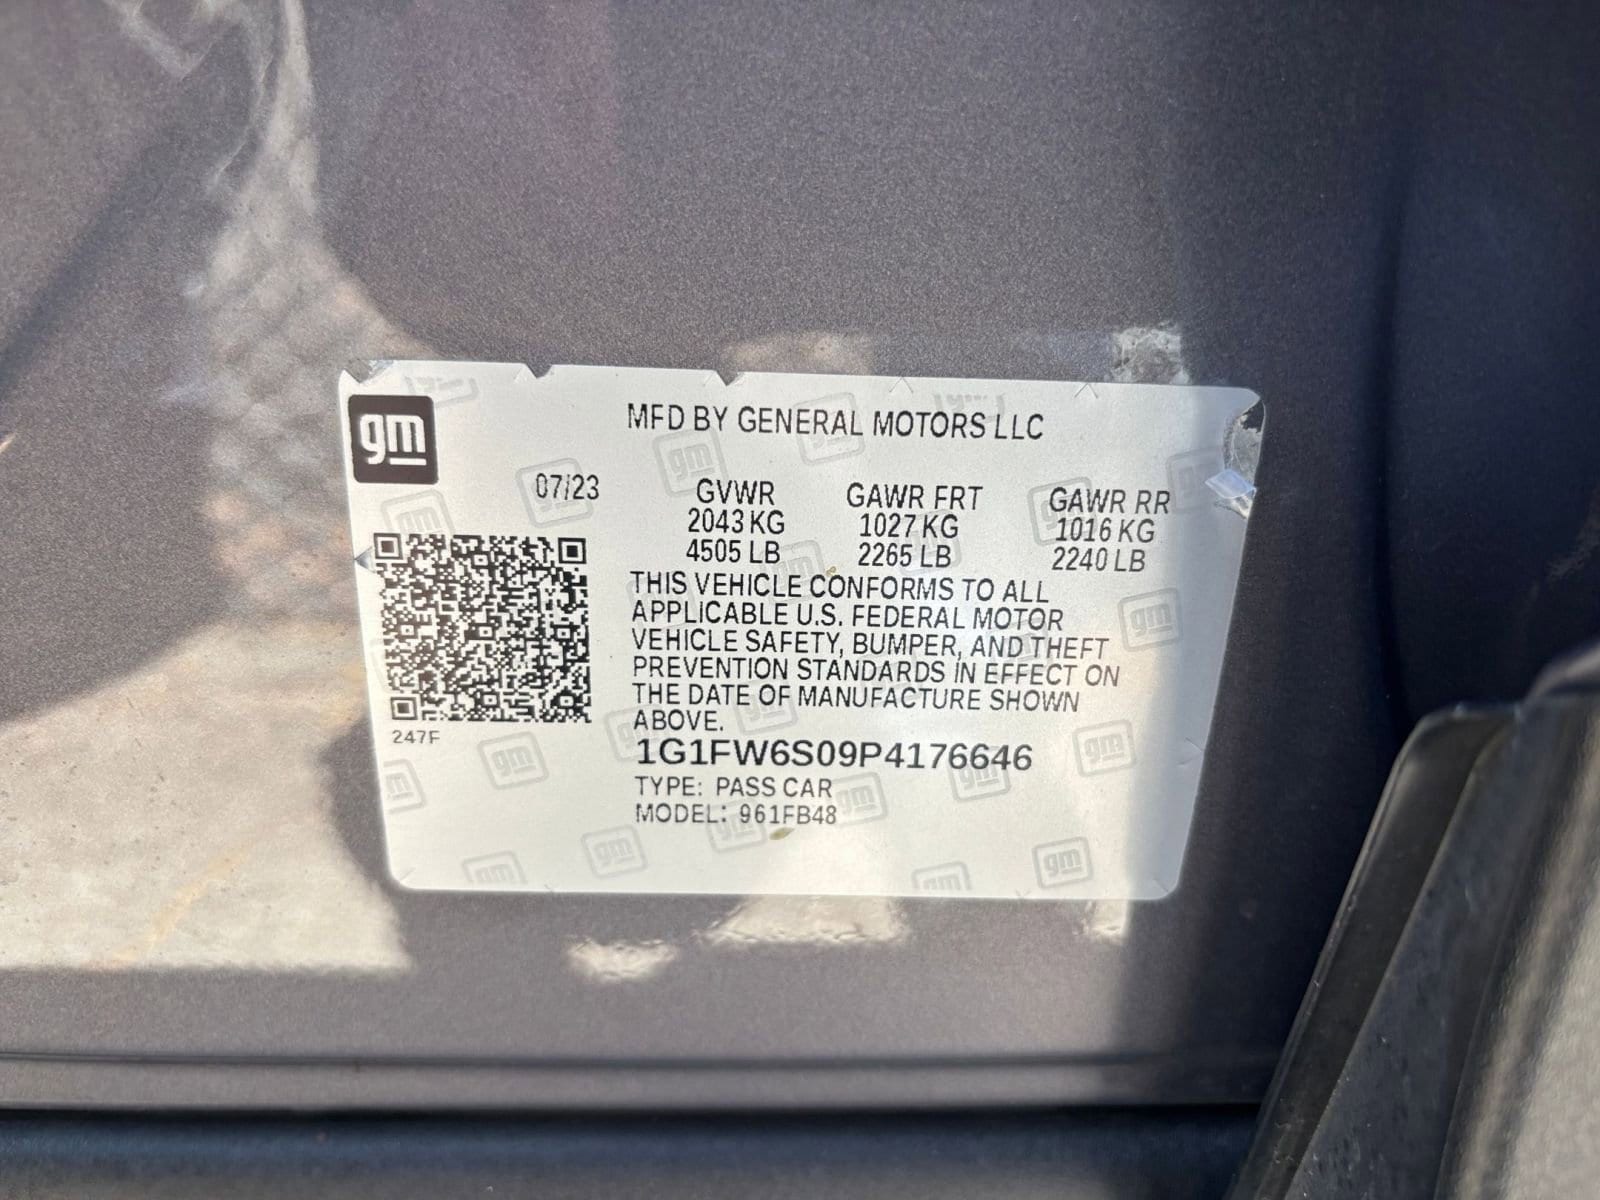 gm
MFD BY GENERAL MOTORS LLC
07/23
GVWR GAWR FRT GAWR RR
2043 KG 1027 KG 1016 KG
4505 LB 2265 LB 2240 LB
THIS VEHICLE CONFORMS TO ALL
APPLICABLE U.S. FEDERAL MOTOR
VEHICLE SAFETY, BUMPER, AND THEFT
PREVENTION STANDARDS IN EFFECT ON
THE DATE OF MANUFACTURE SHOWN
ABOVE.
247F
1G1FW6S09P4176646
TYPE: PASS CAR
MODEL: 961FB48